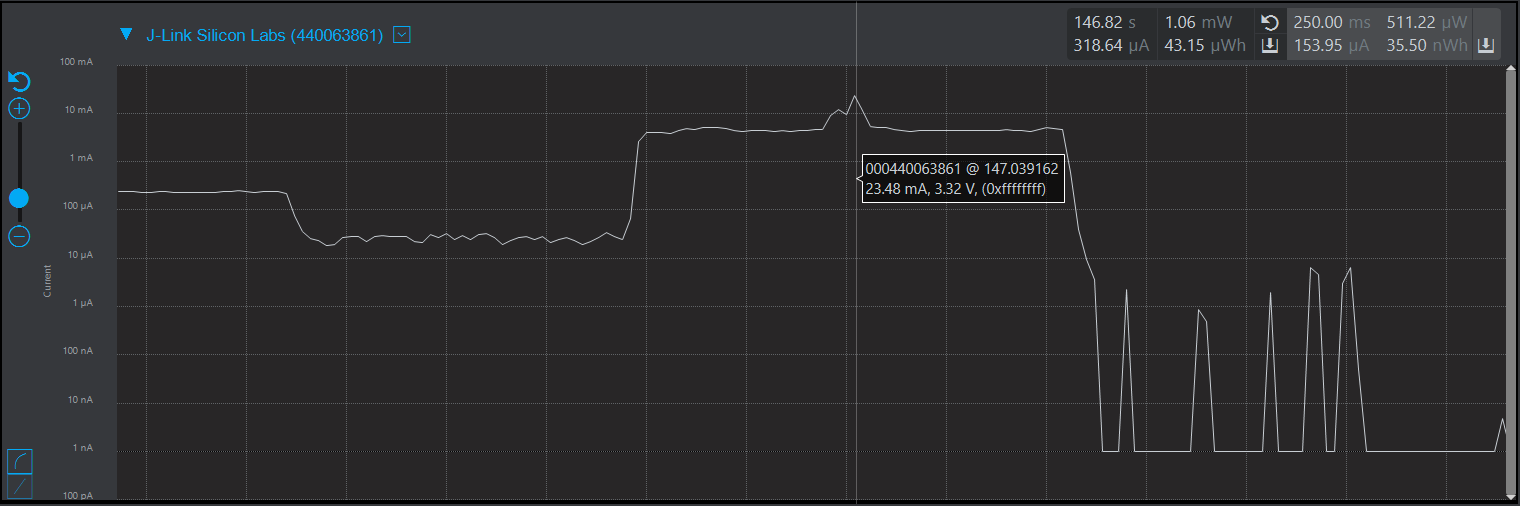 J-Link Silicon Labs (440063861)
146.82 s 1.06 mW 250.00 ms 511.22 µW
318.64 µA 43.15 µWh 153.95 µA 35.50 nWh
100 mA
10 mA
1 mA
100 µA
10 µA
1 µA
100 nA
10 nA
1 nA
100 pA
Current
000440063861 @ 147.039162
23.48 mA, 3.32 V, (0xffffffff)